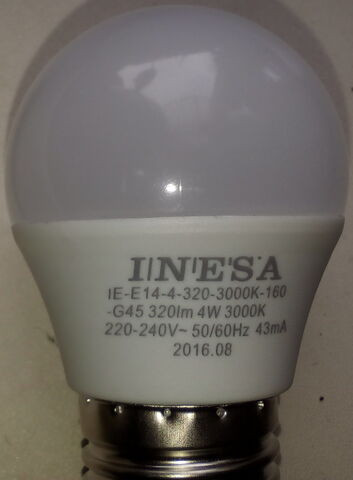 INESA
IE-E14-4-320-3000K-160
-G45 320lm 4W 3000K
220-240V~ 50/60Hz 43mA
2016.08